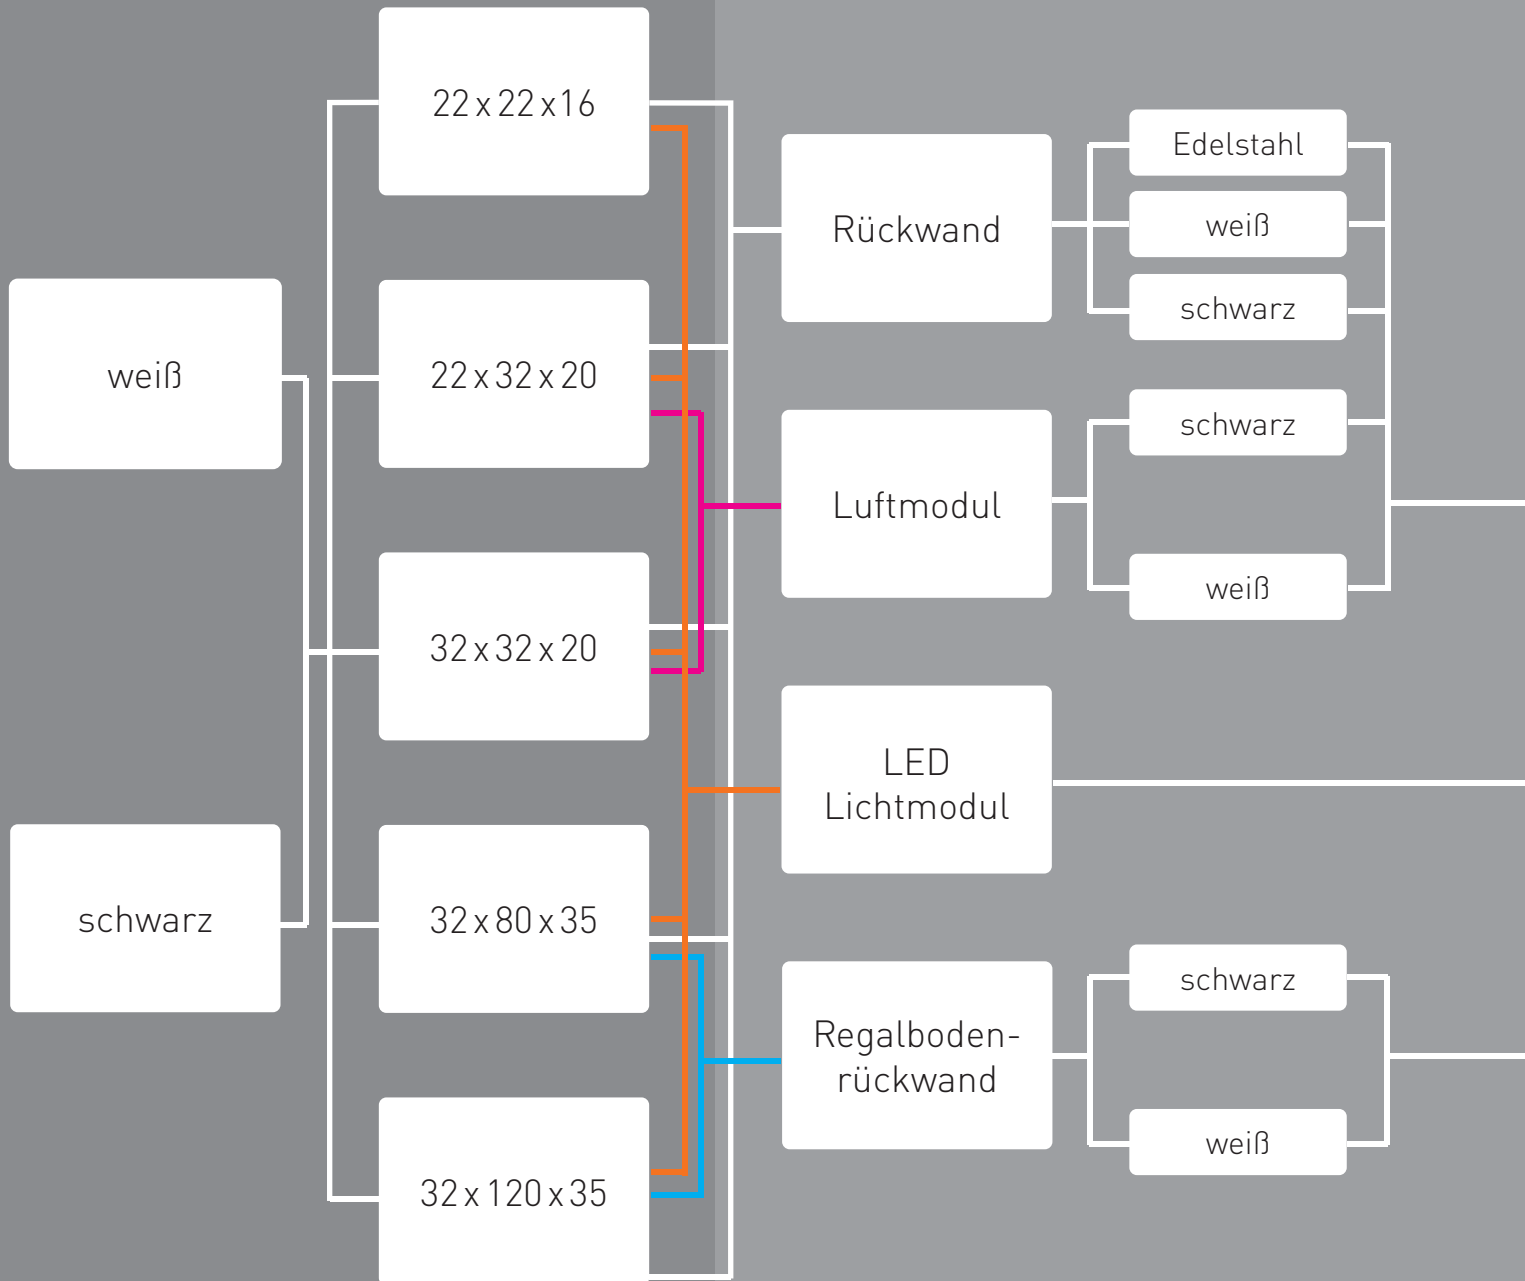 weiß
schwarz
22 x 22 x 16
22 x 32 x 20
32 x 32 x 20
32 x 80 x 35
32 x 120 x 35
Rückwand
Luftmodul
LED
Lichtmodul
Regalboden-
rückwand
Edelstahl
weiß
schwarz
schwarz
weiß
schwarz
weiß